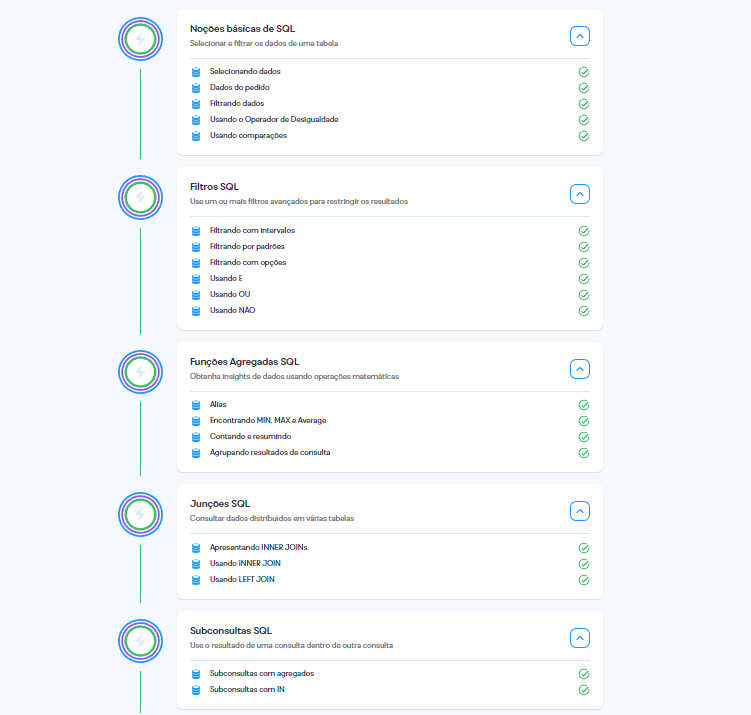 Noções básicas de SQL
Selecionar e filtrar os dados de uma tabela
Selecionando dados
Dados do pedido
Filtrando dados
Usando o Operador de Desigualdade
Usando comparações
Filtros SQL
Use um ou mais filtros avançados para restringir os resultados
Filtrando com intervalos
Filtrando por padrões
Filtrando com opções
Usando E
Usando OU
Usando NÃO
Funções Agregadas SQL
Obtenha insights de dados usando operações matemáticas
Alias
Encontrando MIN, MAX e Average
Contando e resumindo
Agrupando resultados de consulta
Junções SQL
Consultar dados distribuídos em várias tabelas
Apresentando INNER JOINs
Usando INNER JOIN
Usando LEFT JOIN
Subconsultas SQL
Use o resultado de uma consulta dentro de outra consulta
Subconsultas com agregados
Subconsultas com IN